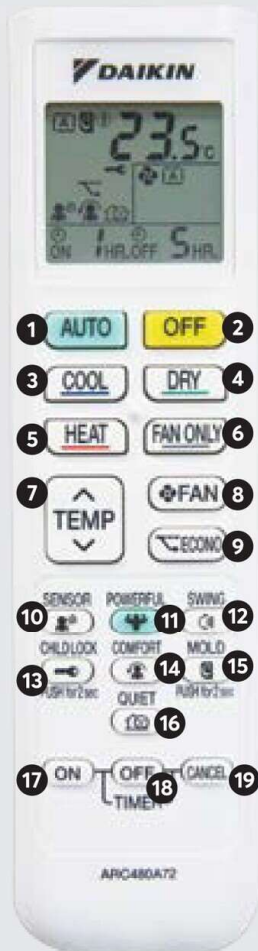 DAIKIN
A 23.5c
A
ON 1HR. OFF 5HR.
1 AUTO OFF 2
3 COOL DRY 4
5 HEAT FAN ONLY 6
7 TEMP FAN 8
ECONO 9
SENSOR POWERFUL SWING
10 11 12
CHILD LOCK COMFORT MOLD
13 14 15
PUSH for 2 sec PUSH for 2 sec
QUIET
16
17 ON OFF 18 CANCEL 19
TIMER
ARC480A72